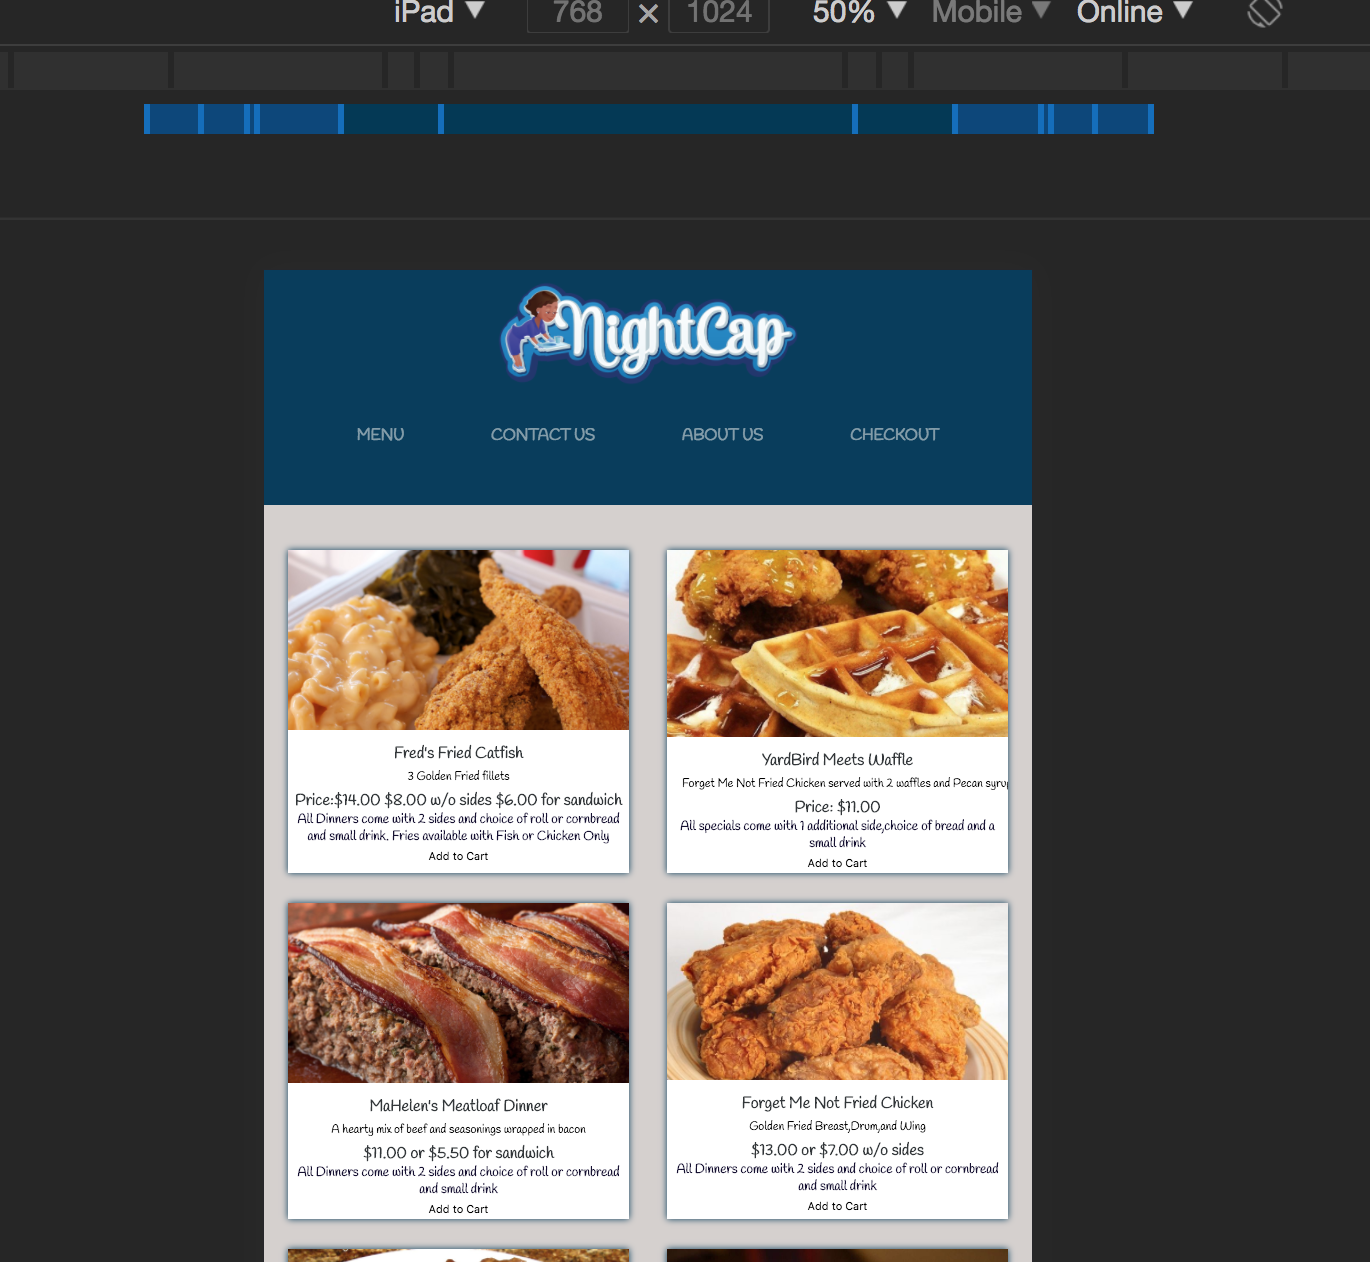 iPad ▼ 768 × 1024 50% ▼ Mobile ▼ Online ▼
NightCap
MENU CONTACT US ABOUT US CHECKOUT
Fred's Fried Catfish
3 Golden Fried fillets
Price:$14.00 $8.00 w/o sides $6.00 for sandwich
All Dinners come with 2 sides and choice of roll or cornbread
and small drink. Fries available with Fish or Chicken Only
Add to Cart
YardBird Meets Waffle
Forget Me Not Fried Chicken served with 2 waffles and Pecan syrup
Price: $11.00
All specials come with 1 additional side,choice of bread and a
small drink
Add to Cart
MaHelen's Meatloaf Dinner
A hearty mix of beef and seasonings wrapped in bacon
$11.00 or $5.50 for sandwich
All Dinners come with 2 sides and choice of roll or cornbread
and small drink
Add to Cart
Forget Me Not Fried Chicken
Golden Fried Breast,Drum,and Wing
$13.00 or $7.00 w/o sides
All Dinners come with 2 sides and choice of roll or cornbread
and small drink
Add to Cart